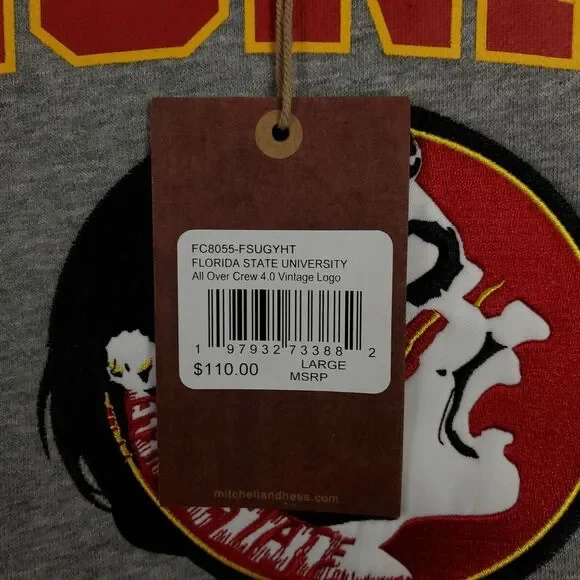 FC8055-FSUGYHT
FLORIDA STATE UNIVERSITY
All Over Crew 4.0 Vintage Logo
1 97932 73388 2
$110.00
LARGE
MSRP
mitchellandness.com
STATE